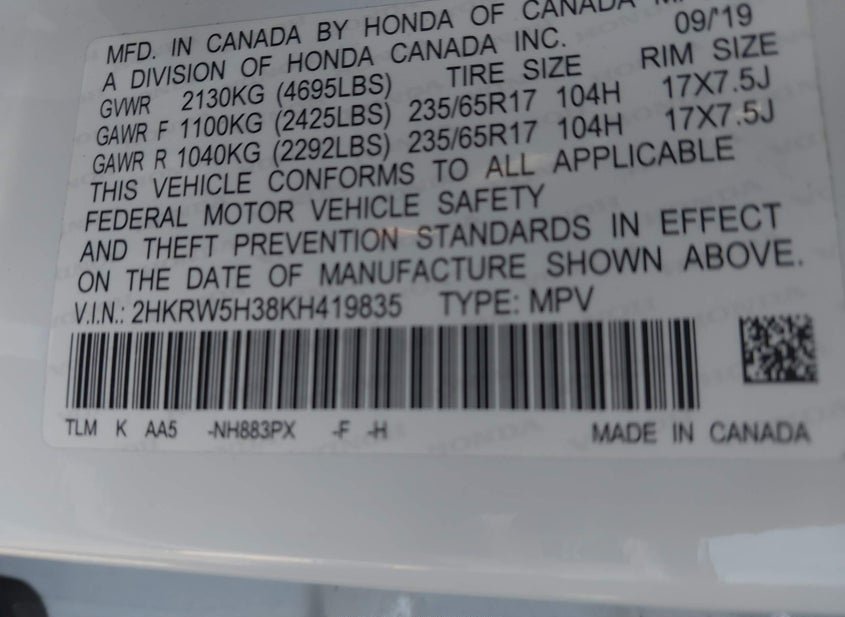 MFD. IN CANADA BY HONDA OF CANADA
A DIVISION OF HONDA CANADA INC. 09/'19
GVWR 2130KG (4695LBS) TIRE SIZE RIM SIZE
GAWR F 1100KG (2425LBS) 235/65R17 104H 17X7.5J
GAWR R 1040KG (2292LBS) 235/65R17 104H 17X7.5J
THIS VEHICLE CONFORMS TO ALL APPLICABLE
FEDERAL MOTOR VEHICLE SAFETY
AND THEFT PREVENTION STANDARDS IN EFFECT
ON THE DATE OF MANUFACTURE SHOWN ABOVE.
V.I.N.: 2HKRW5H38KH419835 TYPE: MPV
TLM K AA5 -NH883PX -F -H MADE IN CANADA